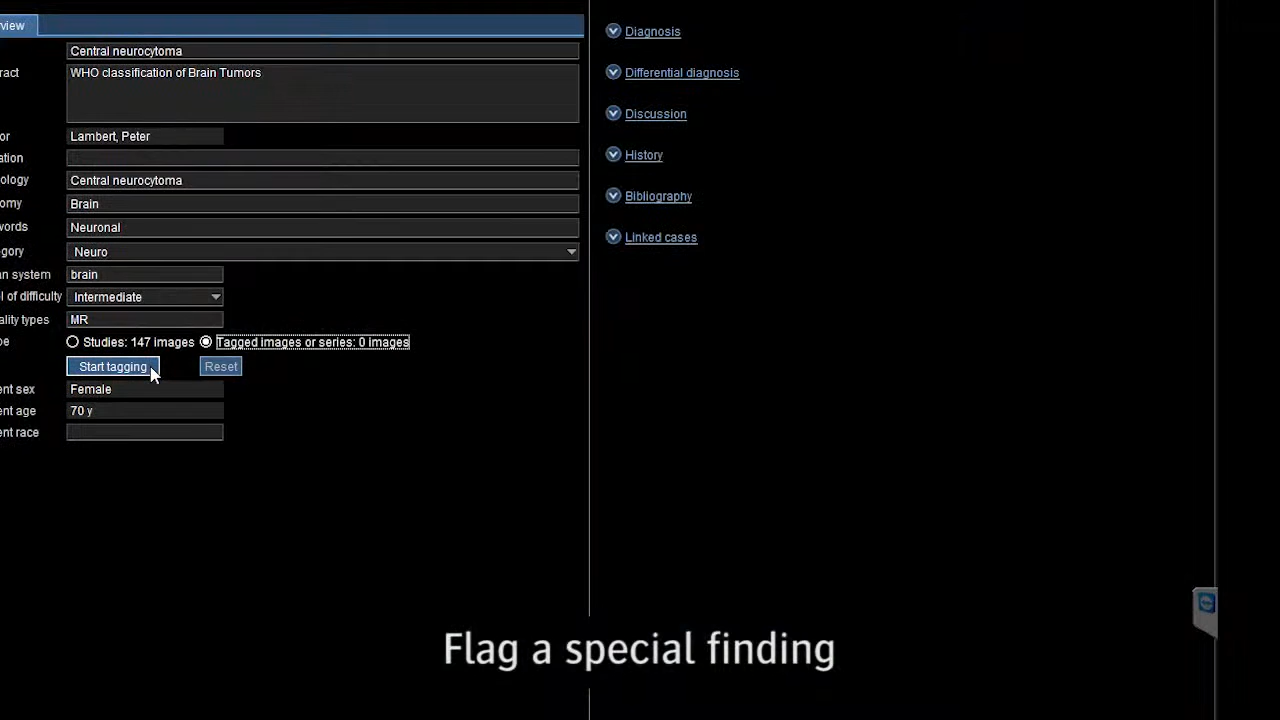 view
Central neurocytoma
ract
WHO classification of Brain Tumors
or
Lambert, Peter
ation
ology
Central neurocytoma
omy
Brain
words
Neuronal
gory
Neuro
an system
brain
l of difficulty
Intermediate
ality types
MR
pe
Studies: 147 images
Tagged images or series: 0 images
Start tagging
Reset
ent sex
Female
ent age
70 y
ent race
Diagnosis
Differential diagnosis
Discussion
History
Bibliography
Linked cases
Flag a special finding